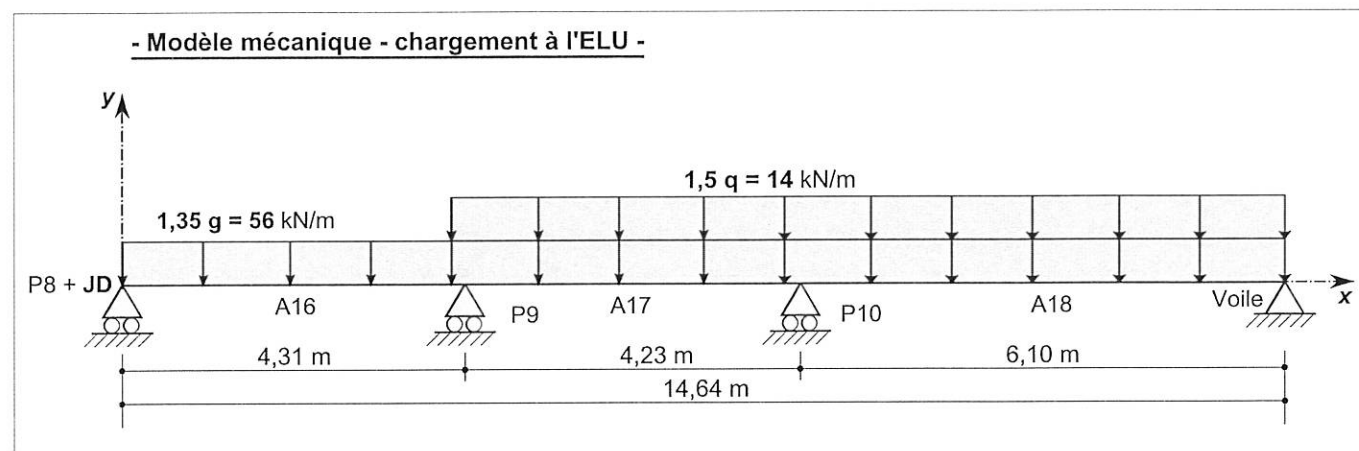 - Modèle mécanique - chargement à l'ELU -
y
1,5 q = 14 kN/m
1,35 g = 56 kN/m
P8 + JD
A16
P9
A17
P10
A18
Voile
x
4,31 m
4,23 m
6,10 m
14,64 m